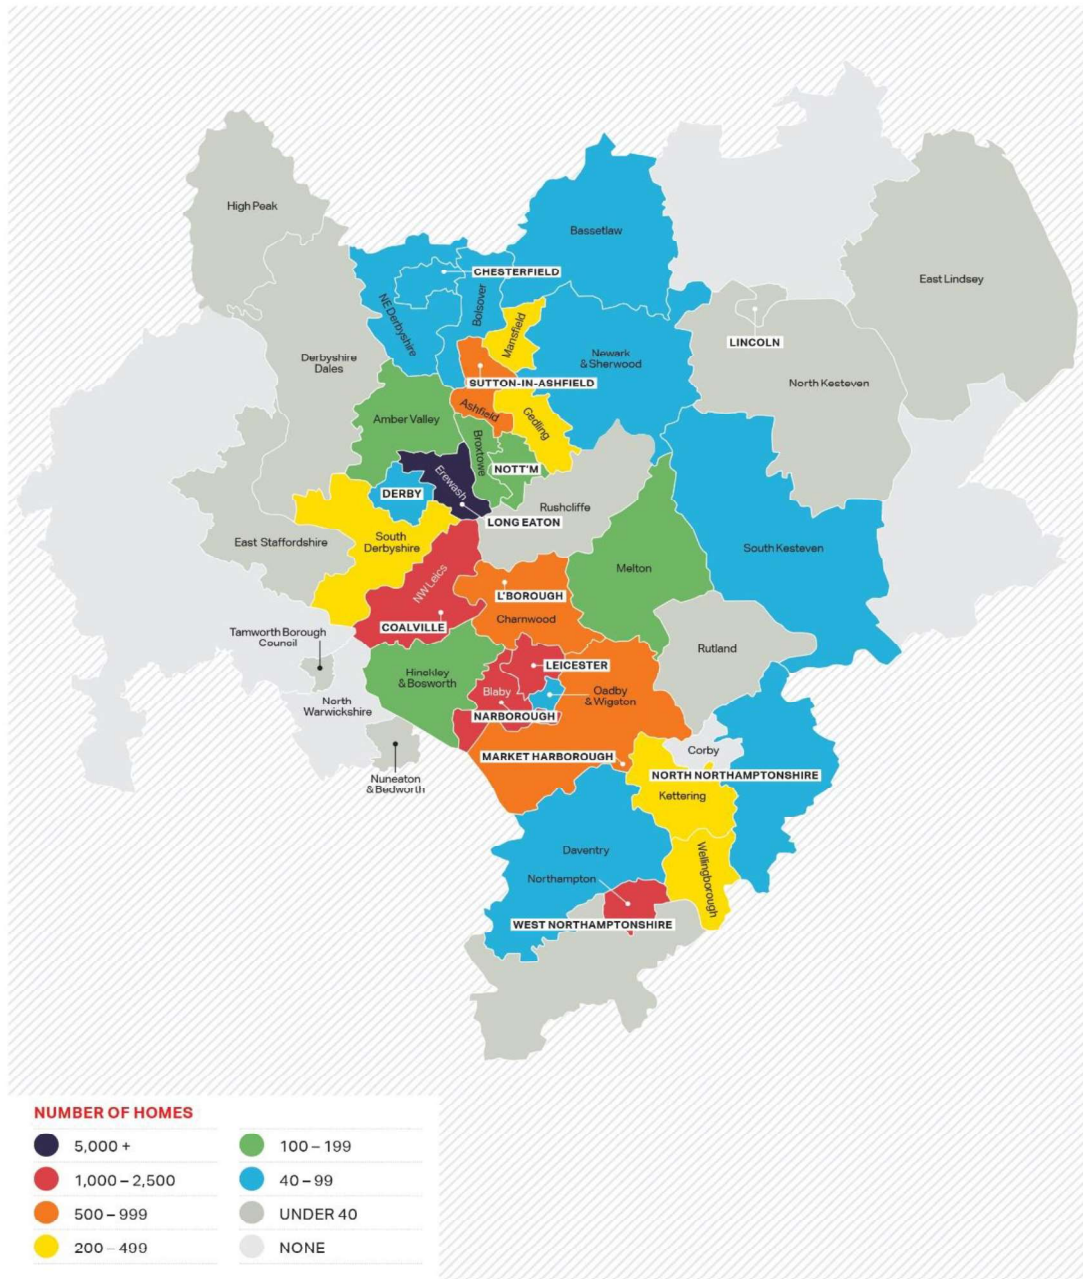 High Peak
Bassetlaw
CHESTERFIELD
East Lindsey
Bolsover
NE Derbyshire
Mansfield
LINCOLN
Derbyshire
Dales
Newark
& Sherwood
SUTTON-IN-ASHFIELD
North Kesteven
Ashfield
Amber Valley
Gedling
Broxtowe
NOTT'M
Erewash
DERBY
Rushcliffe
LONG EATON
East Staffordshire
South
Derbyshire
South Kesteven
Melton
NW Leics
L'BOROUGH
Charnwood
COALVILLE
Tamworth Borough
Council
Rutland
LEICESTER
Hinckley
& Bosworth
Blaby
Oadby
& Wigston
North
Warwickshire
NARBOROUGH
MARKET HARBOROUGH
Corby
NORTH NORTHAMPTONSHIRE
Nuneaton
& Bedworth
Kettering
Daventry
Wellingborough
Northampton
WEST NORTHAMPTONSHIRE
NUMBER OF HOMES
5,000 +
1,000 – 2,500
500 – 999
200 – 499
100 – 199
40 – 99
UNDER 40
NONE